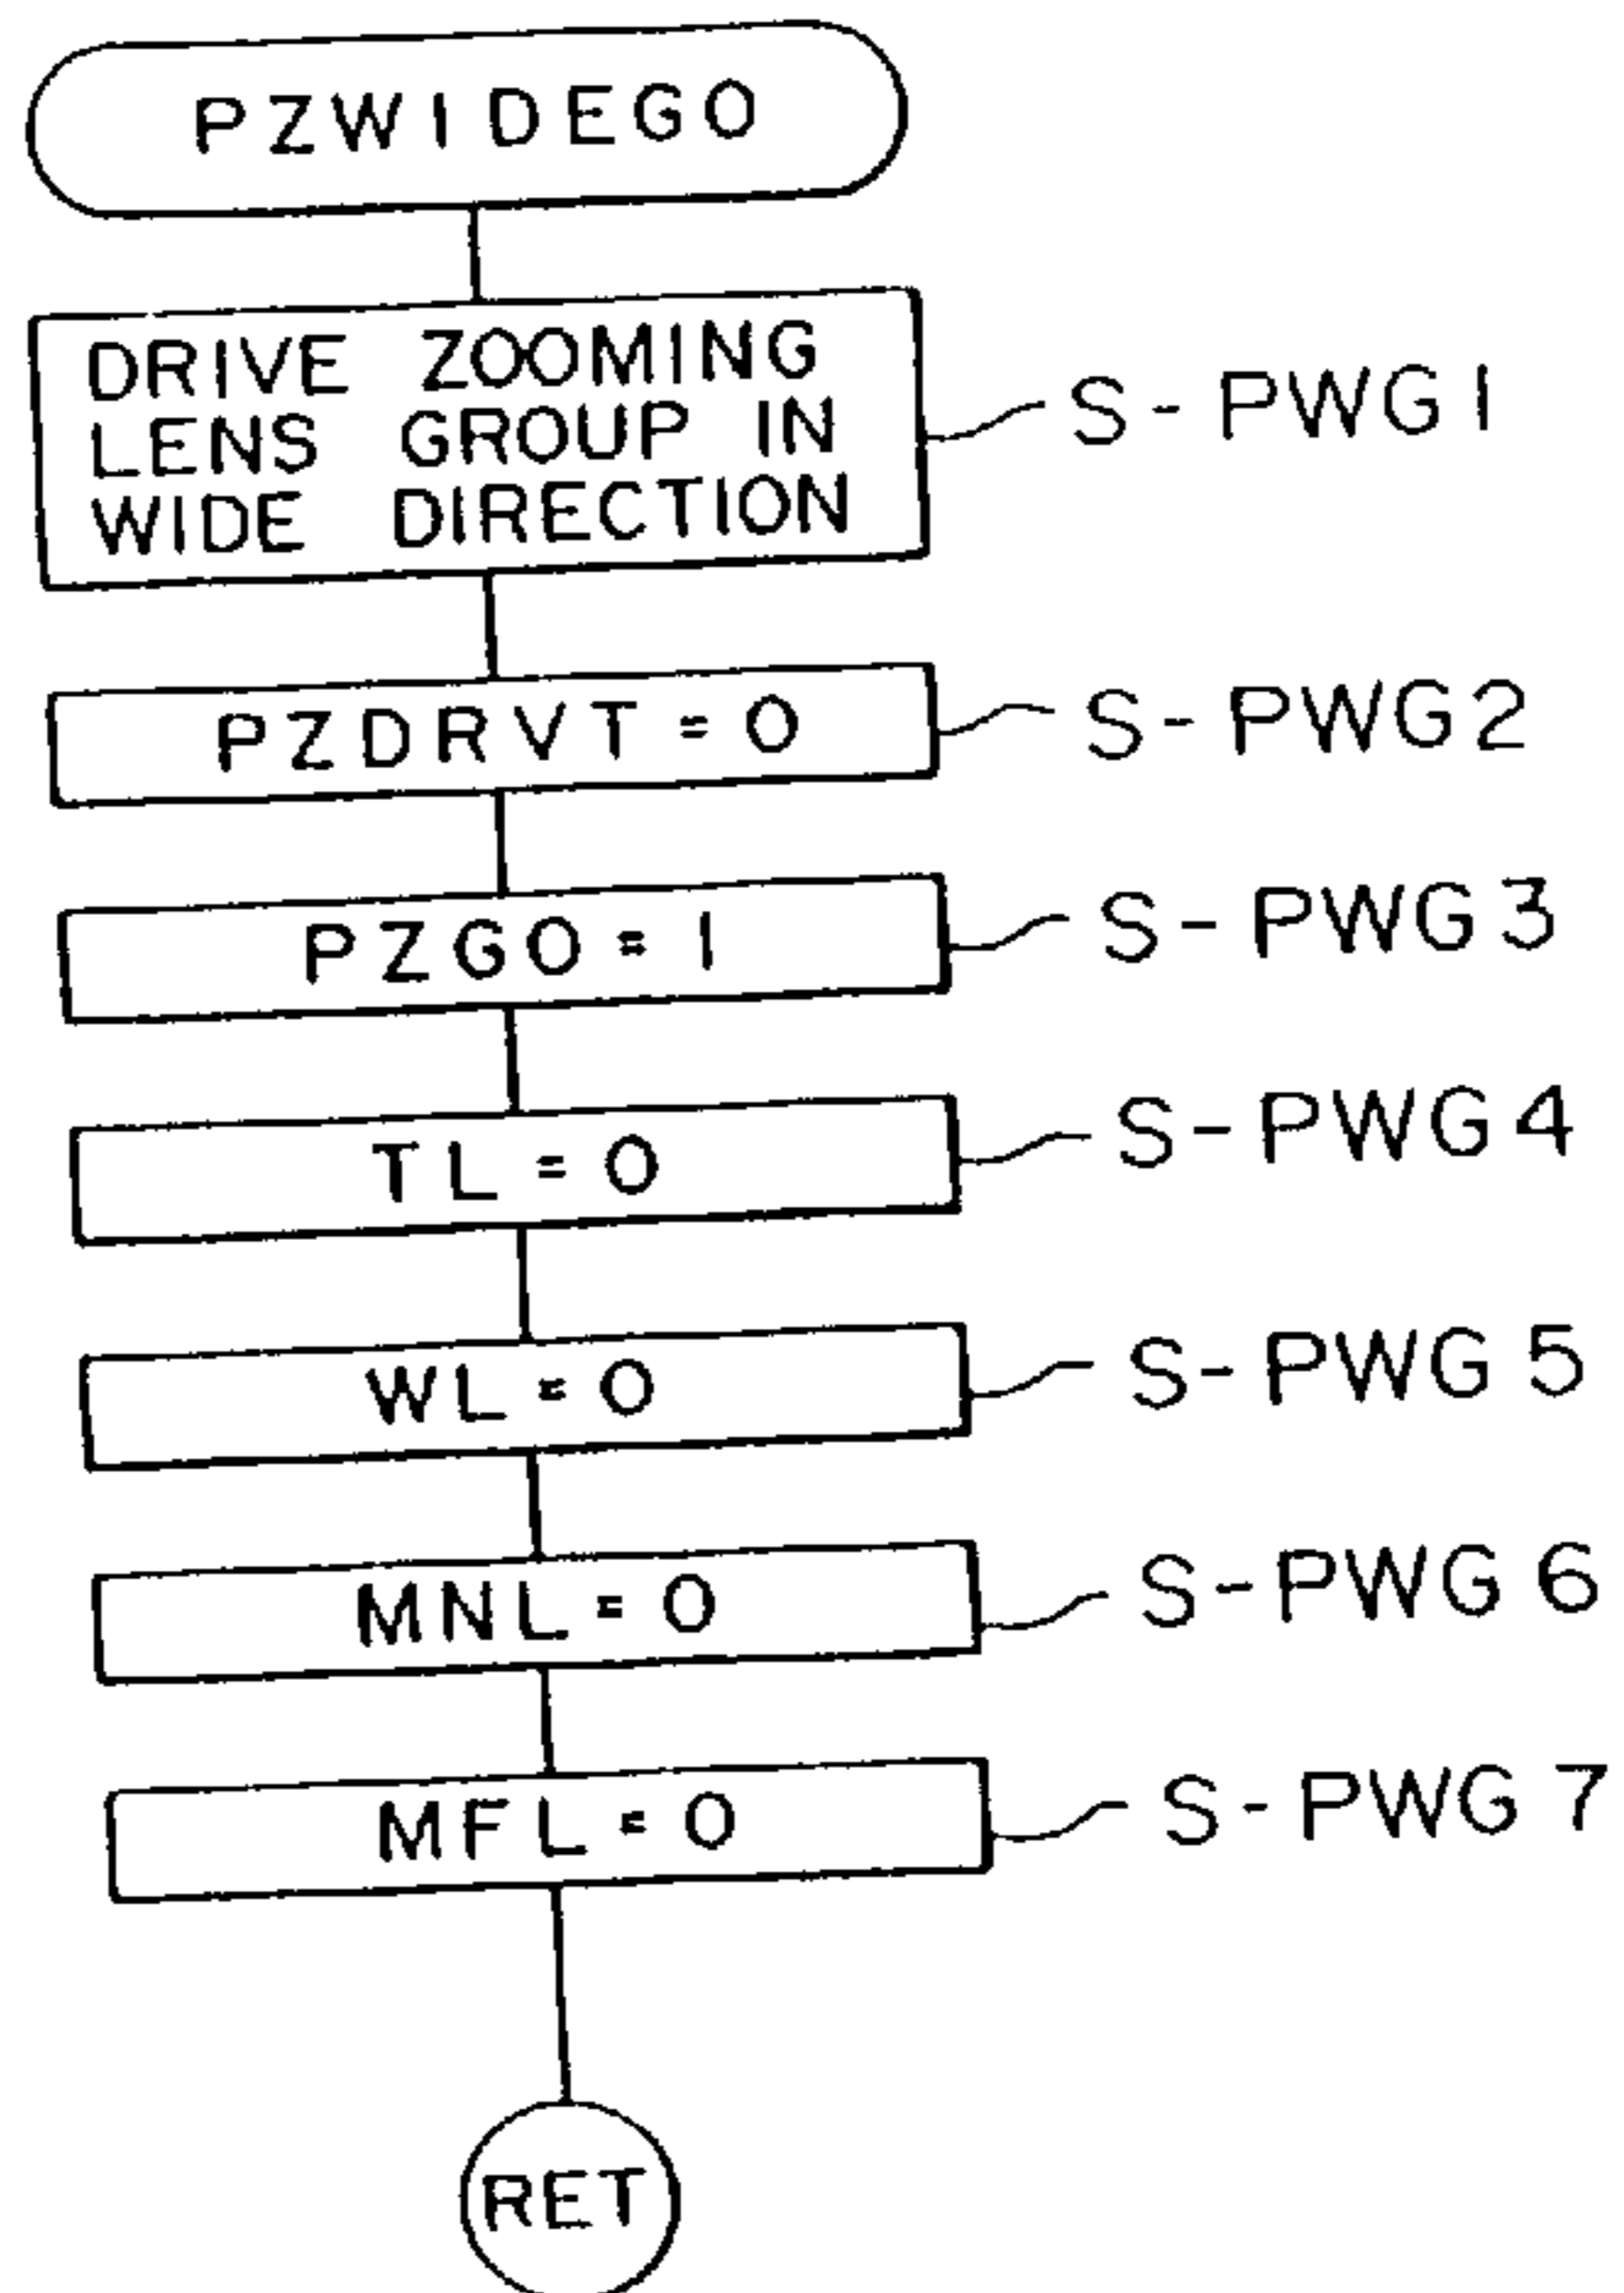 PZWIDEGO
DRIVE ZOOMING
LENS GROUP IN
WIDE DIRECTION
S-PWG1
PZDRVT=0
S-PWG2
PZGO=1
S-PWG3
TL=0
S-PWG4
WL=0
S-PWG5
MNL=0
S-PWG6
MFL=0
S-PWG7
RET